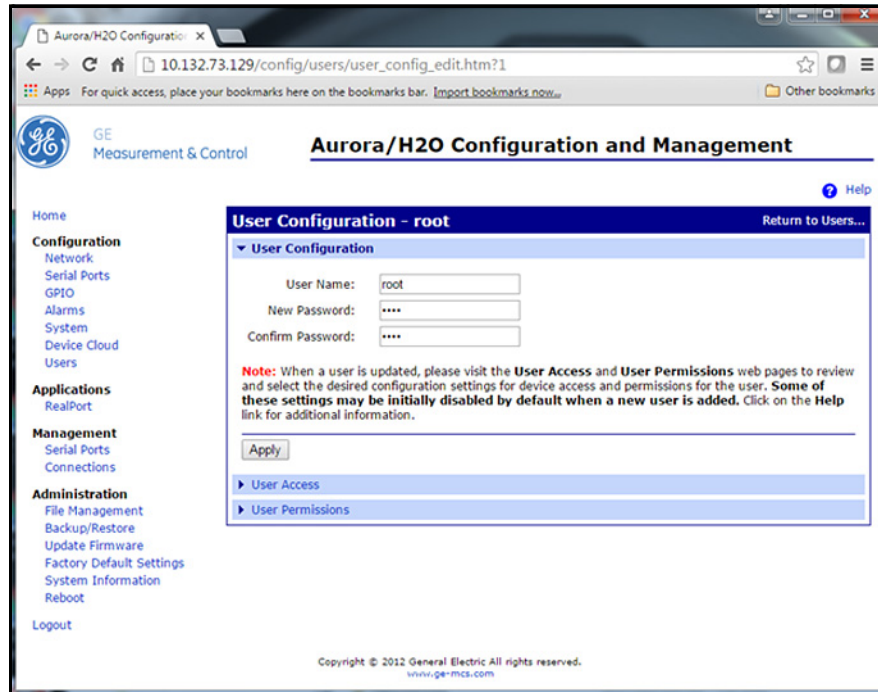 Aurora/H2O Configuratio
10.132.73.129/config/users/user_config_edit.htm?1
Apps For quick access, place your bookmarks here on the bookmarks bar. Import bookmarks now... Other bookmarks
GE
GE
Measurement & Control
Aurora/H2O Configuration and Management
Help
Home
Configuration
Network
Serial Ports
GPIO
Alarms
System
Device Cloud
Users
Applications
RealPort
Management
Serial Ports
Connections
Administration
File Management
Backup/Restore
Update Firmware
Factory Default Settings
System Information
Reboot
Logout
User Configuration - root Return to Users...
User Configuration
User Name: root
New Password: ••••
Confirm Password: ••••
Note: When a user is updated, please visit the User Access and User Permissions web pages to review
and select the desired configuration settings for device access and permissions for the user. Some of
these settings may be initially disabled by default when a new user is added. Click on the Help
link for additional information.
Apply
User Access
User Permissions
Copyright © 2012 General Electric All rights reserved.
www.ge-mcs.com